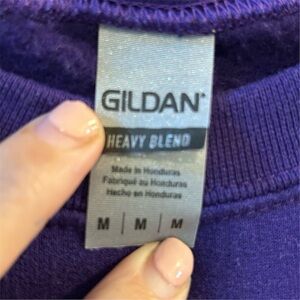 GILDAN
HEAVY BLEND
Made in Honduras
Fabriqué au Honduras
Hecho en Honduras
M | M | M